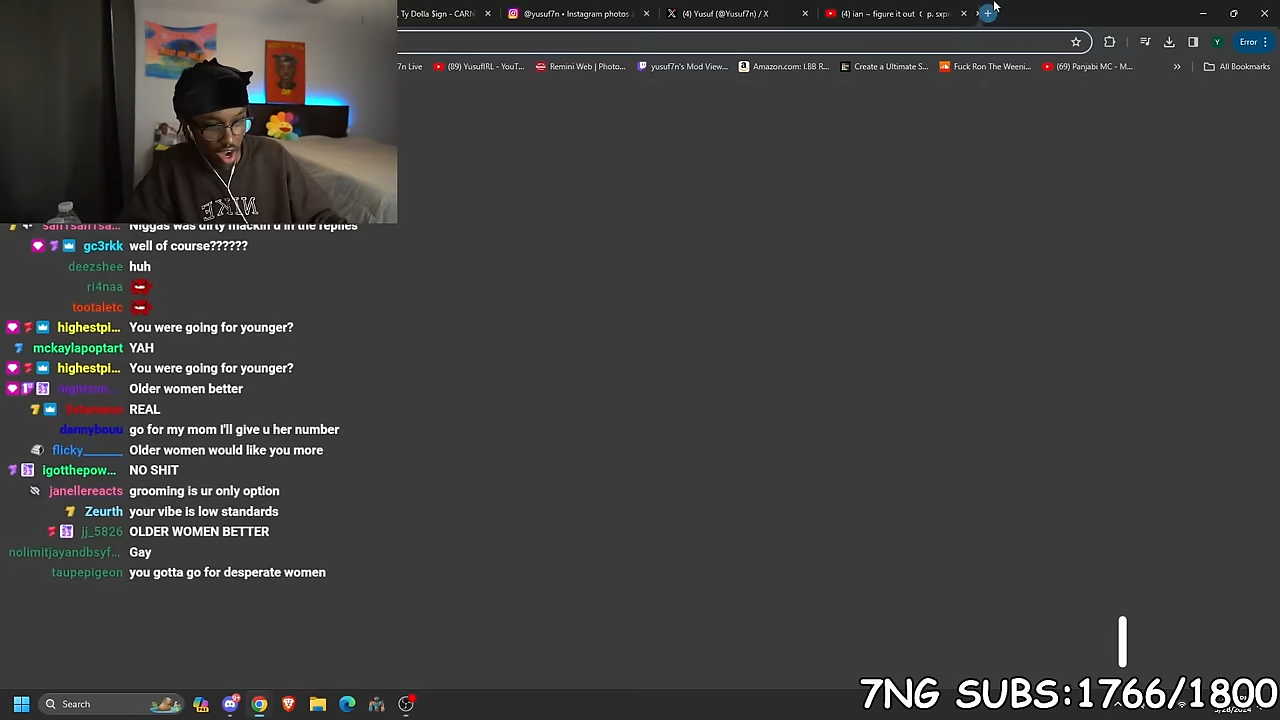 Ty Dolla $ign - CARN
@yusuf7n • Instagram photos a
(4) Yusuf (@Yusuf7n) / X
(4) ian ~ figure it out
Error
7n Live
(89) YusufIRL - YouT...
Remini Web | Photo...
yusuf7n's Mod View...
Amazon.com: I.BB R...
Create a Ultimate S...
Fuck Ron The Weeni...
(69) Panjabi MC - M...
All Bookmarks
NIKE
Niggas was dirty mackin u in the replies
gc3rkk well of course??????
deezshee huh
ri4naa
tootaletc
highestpi... You were going for younger?
mckaylapoptart YAH
highestpi... You were going for younger?
Older women better
REAL
dannybouu go for my mom I'll give u her number
flicky______ Older women would like you more
igotthepow... NO SHIT
janellereacts grooming is ur only option
Zeurth your vibe is low standards
jj_5826 OLDER WOMEN BETTER
nolimitjayandbsyf... Gay
taupepigeon you gotta go for desperate women
7NG SUBS:1766/1800
Search